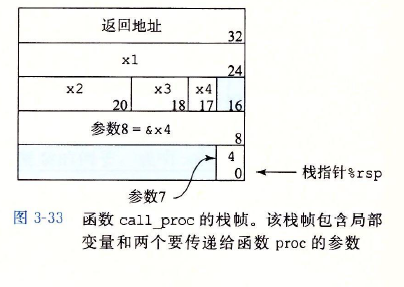 返回地址
32
x1
24
x2 x3 x4
20 18 17 16
参数8 = &x4
8
4
0
栈指针%rsp
参数7
图 3-33 函数 call_proc 的栈帧。该栈帧包含局部
变量和两个要传递给函数 proc 的参数